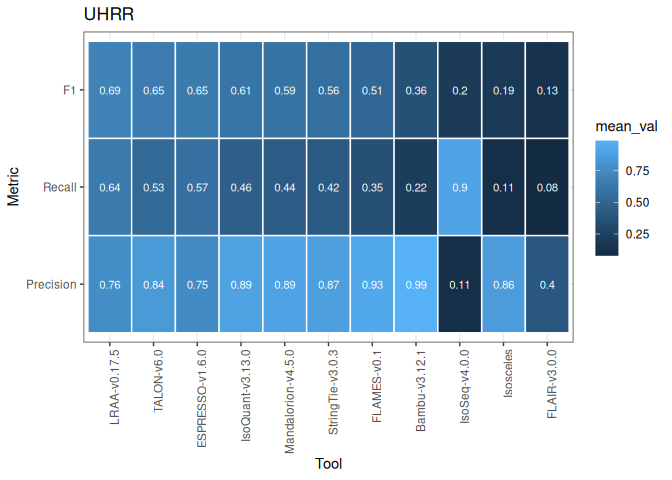 UHRR
F1
0.69 0.65 0.65 0.61 0.59 0.56 0.51 0.36 0.2 0.19 0.13
Recall
0.64 0.53 0.57 0.46 0.44 0.42 0.35 0.22 0.9 0.11 0.08
Precision
0.76 0.84 0.75 0.89 0.89 0.87 0.93 0.99 0.11 0.86 0.4
Metric
LRAA-v0.17.5
TALON-v6.0
ESPRESSO-v1.6.0
IsoQuant-v3.13.0
Mandalorion-v4.5.0
StringTie-v3.0.3
FLAMES-v0.1
Bambu-v3.12.1
IsoSeq-v4.0.0
Isosceles
FLAIR-v3.0.0
Tool
mean_val
0.75
0.50
0.25